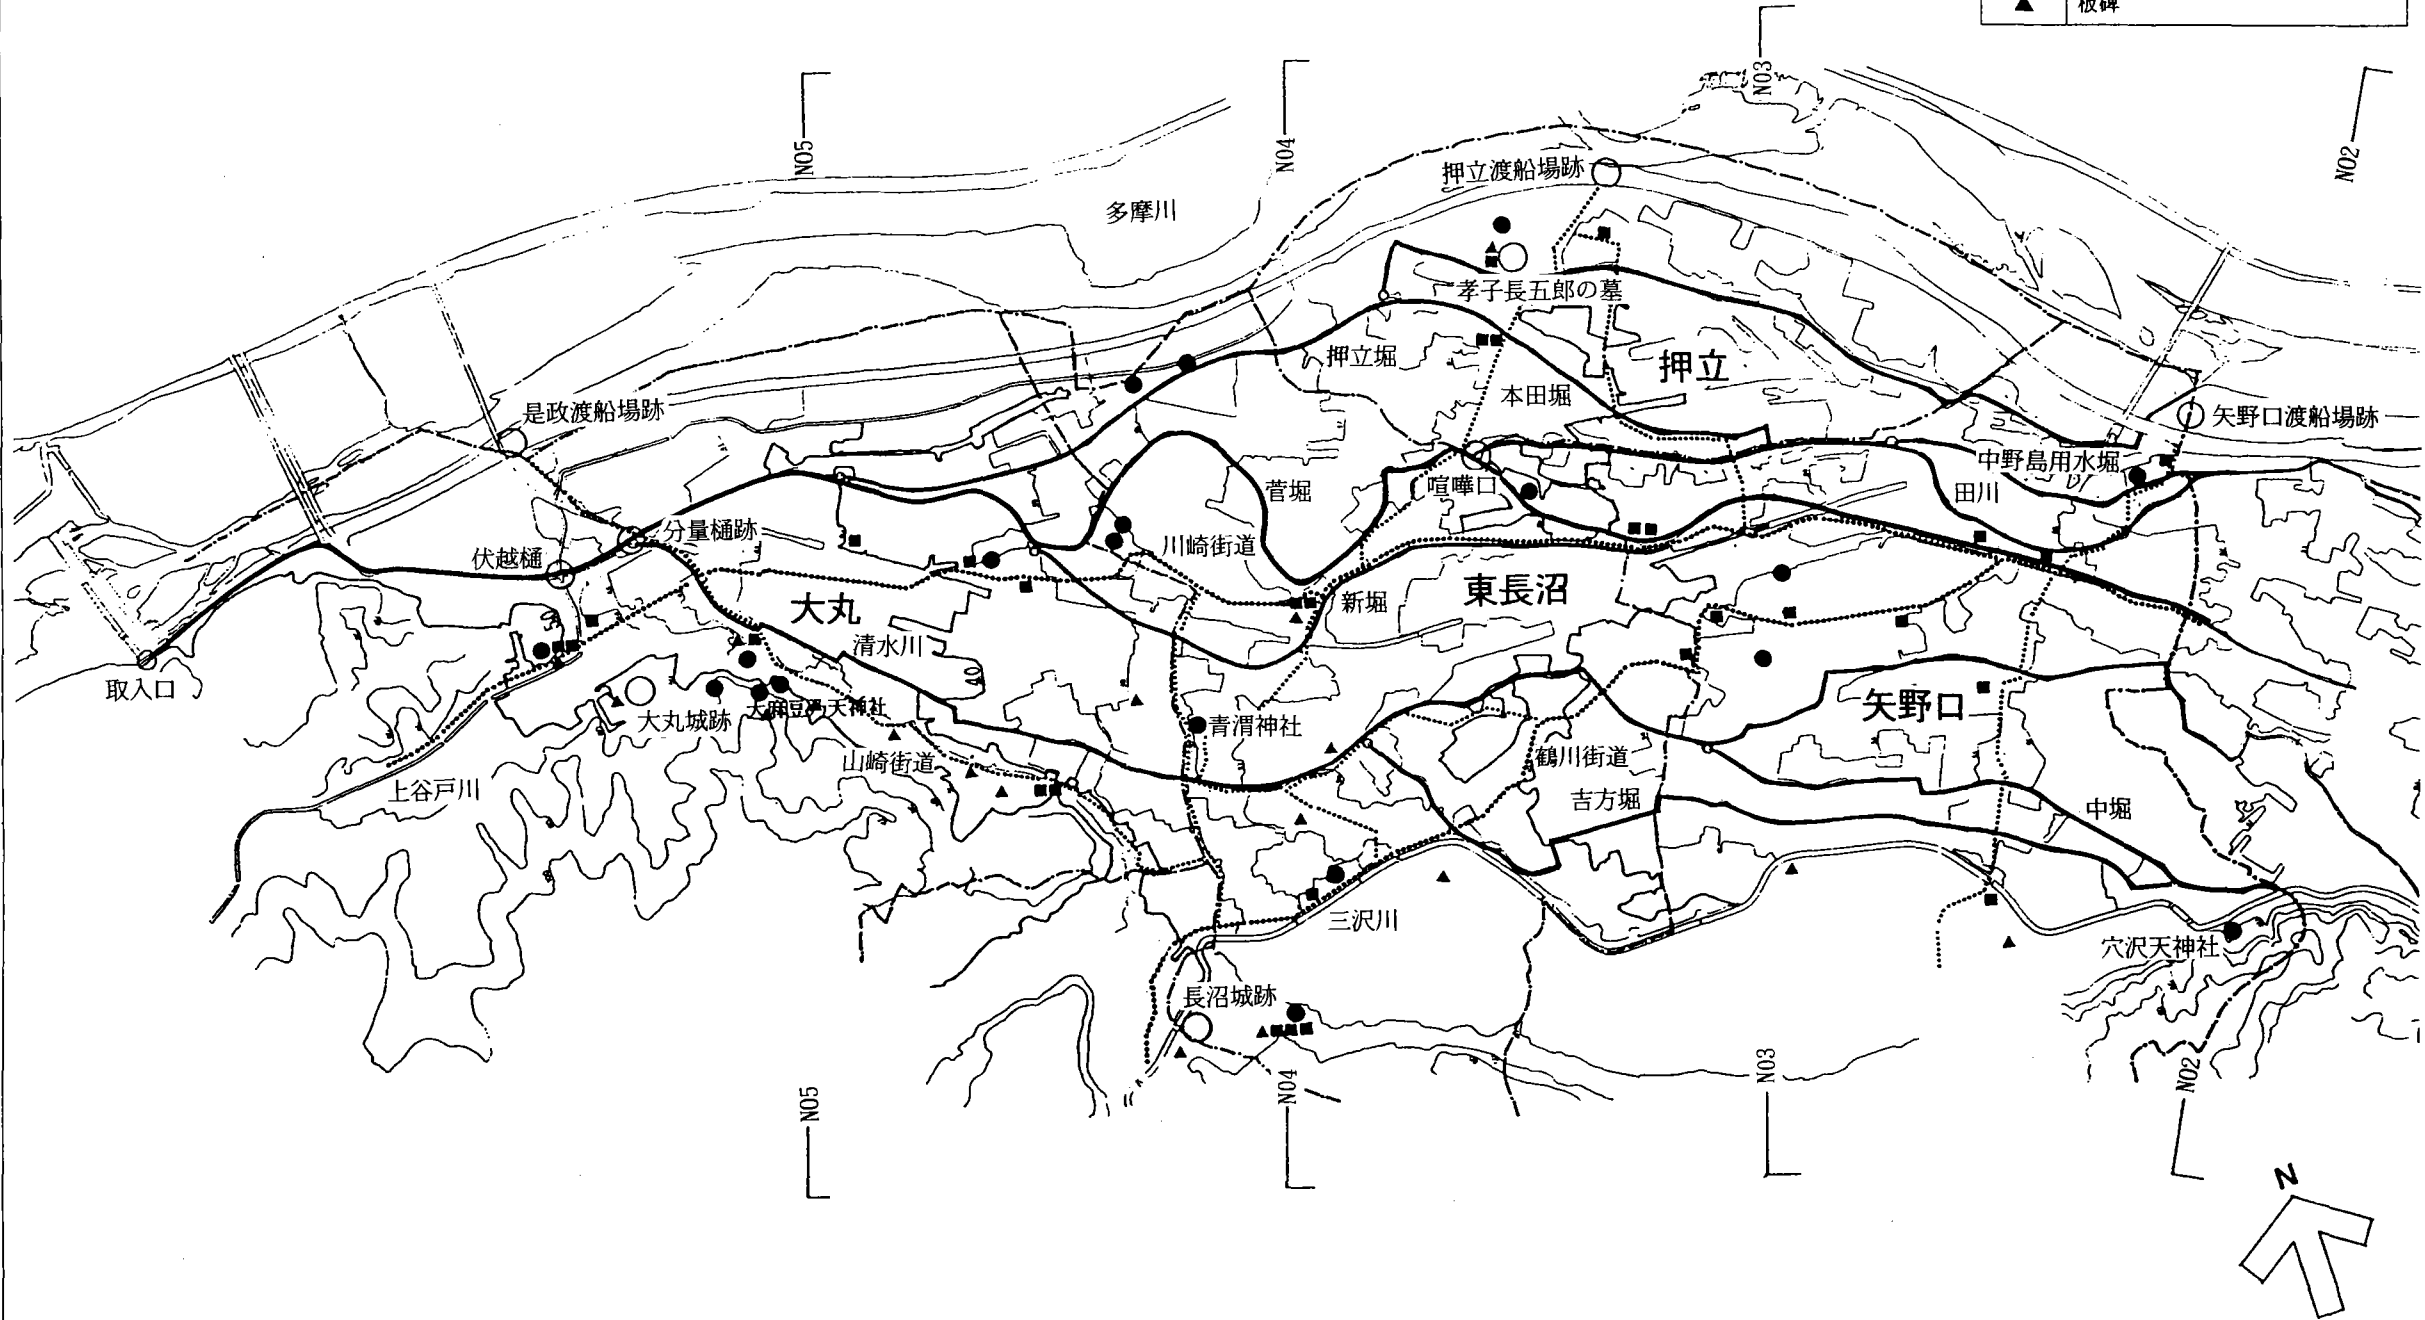 板碑
N03
N05
N04
N02
押立渡船場跡
多摩川
孝子長五郎の墓
押立堀
押立
本田堀
是政渡船場跡
矢野口渡船場跡
中野島用水堀
菅堀
喧嘩口
田川
分量樋跡
伏越樋
川崎街道
東長沼
新堀
大丸
清水川
取入口
大丸城跡
大麻豆乃天神社
青渭神社
矢野口
山崎街道
鶴川街道
上谷戸川
吉方堀
中堀
三沢川
穴沢天神社
長沼城跡
N05
N04
N03
N02
N